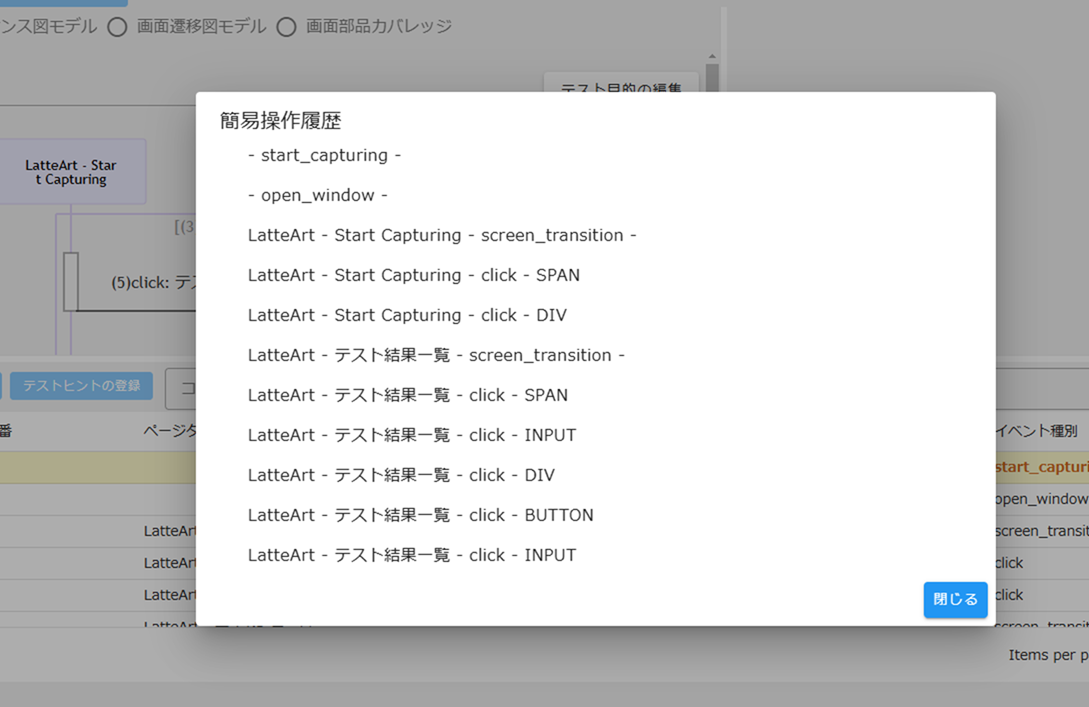 ンス図モデル 画面遷移図モデル 画面部品カバレッジ
テスト目的の編集
簡易操作履歴
- start_capturing -
- open_window -
LatteArt - Start Capturing - screen_transition -
LatteArt - Start Capturing - click - SPAN
LatteArt - Start Capturing - click - DIV
LatteArt - テスト結果一覧 - screen_transition -
LatteArt - テスト結果一覧 - click - SPAN
LatteArt - テスト結果一覧 - click - INPUT
LatteArt - テスト結果一覧 - click - DIV
LatteArt - テスト結果一覧 - click - BUTTON
LatteArt - テスト結果一覧 - click - INPUT
閉じる
LatteArt - Star
t Capturing
[(3
(5)click: テス
テストヒントの登録 コ
番 ページタ イベント種別
start_capturi
open_window
LatteArt screen_transit
LatteArt click
LatteArt click
LatteArt screen_transit
Items per p